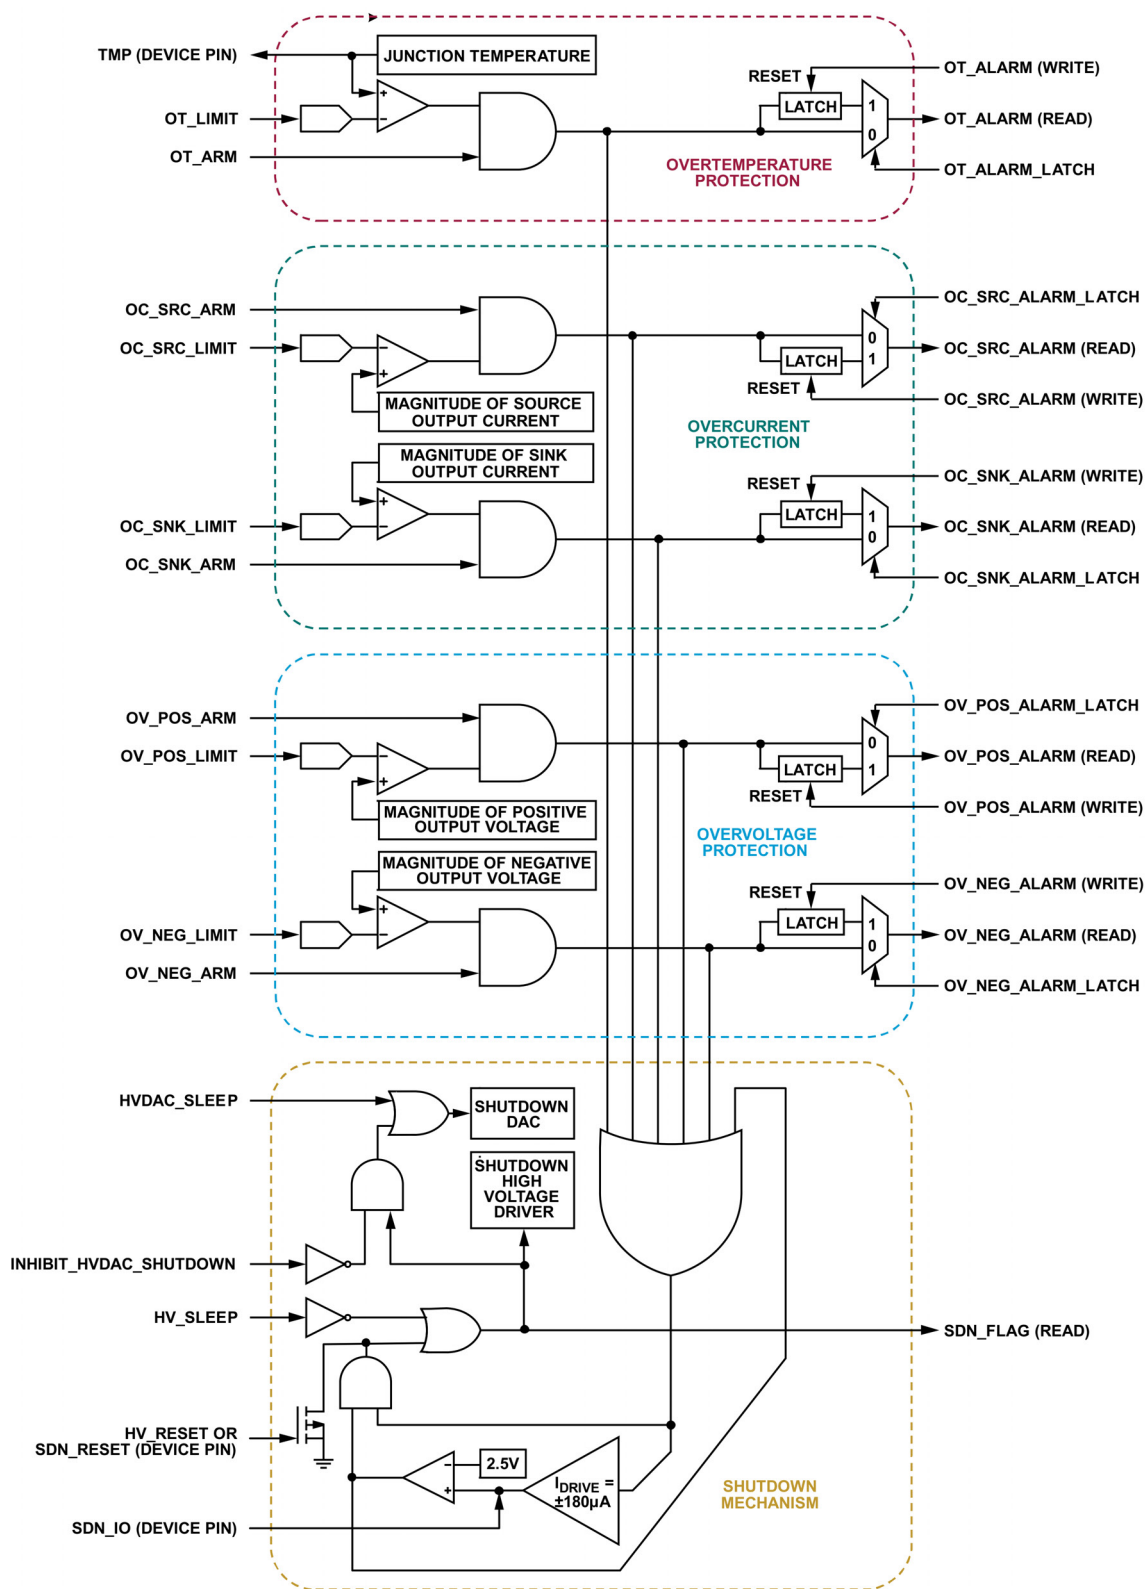 TMP (DEVICE PIN)
JUNCTION TEMPERATURE
+
−
OT_LIMIT
OT_ARM
RESET
LATCH
1
0
OT_ALARM (WRITE)
OT_ALARM (READ)
OT_ALARM_LATCH
OVERTEMPERATURE
PROTECTION
OC_SRC_ARM
OC_SRC_LIMIT
−
+
MAGNITUDE OF SOURCE
OUTPUT CURRENT
0
1
LATCH
RESET
OC_SRC_ALARM_LATCH
OC_SRC_ALARM (READ)
OC_SRC_ALARM (WRITE)
OVERCURRENT
PROTECTION
MAGNITUDE OF SINK
OUTPUT CURRENT
+
−
OC_SNK_LIMIT
OC_SNK_ARM
RESET
LATCH
1
0
OC_SNK_ALARM (WRITE)
OC_SNK_ALARM (READ)
OC_SNK_ALARM_LATCH
OV_POS_ARM
OV_POS_LIMIT
−
+
MAGNITUDE OF POSITIVE
OUTPUT VOLTAGE
0
1
LATCH
RESET
OV_POS_ALARM_LATCH
OV_POS_ALARM (READ)
OV_POS_ALARM (WRITE)
OVERVOLTAGE
PROTECTION
MAGNITUDE OF NEGATIVE
OUTPUT VOLTAGE
+
−
OV_NEG_LIMIT
OV_NEG_ARM
RESET
LATCH
1
0
OV_NEG_ALARM (WRITE)
OV_NEG_ALARM (READ)
OV_NEG_ALARM_LATCH
HVDAC_SLEEP
SHUTDOWN
DAC
SHUTDOWN
HIGH
VOLTAGE
DRIVER
INHIBIT_HVDAC_SHUTDOWN
HV_SLEEP
SDN_FLAG (READ)
HV_RESET OR
SDN_RESET (DEVICE PIN)
−
+
2.5V
IDRIVE =
±180µA
SHUTDOWN
MECHANISM
SDN_IO (DEVICE PIN)